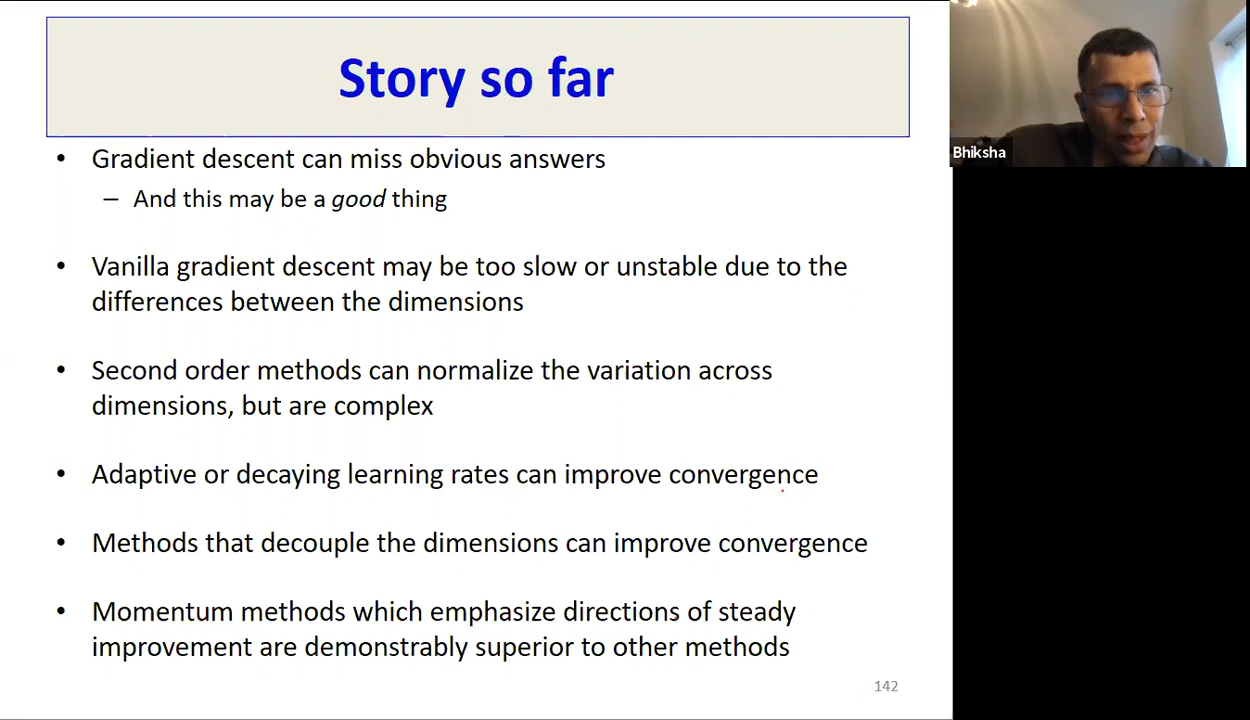 Story so far
• Gradient descent can miss obvious answers
– And this may be a good thing
• Vanilla gradient descent may be too slow or unstable due to the
differences between the dimensions
• Second order methods can normalize the variation across
dimensions, but are complex
• Adaptive or decaying learning rates can improve convergence
• Methods that decouple the dimensions can improve convergence
• Momentum methods which emphasize directions of steady
improvement are demonstrably superior to other methods
142
Bhiksha